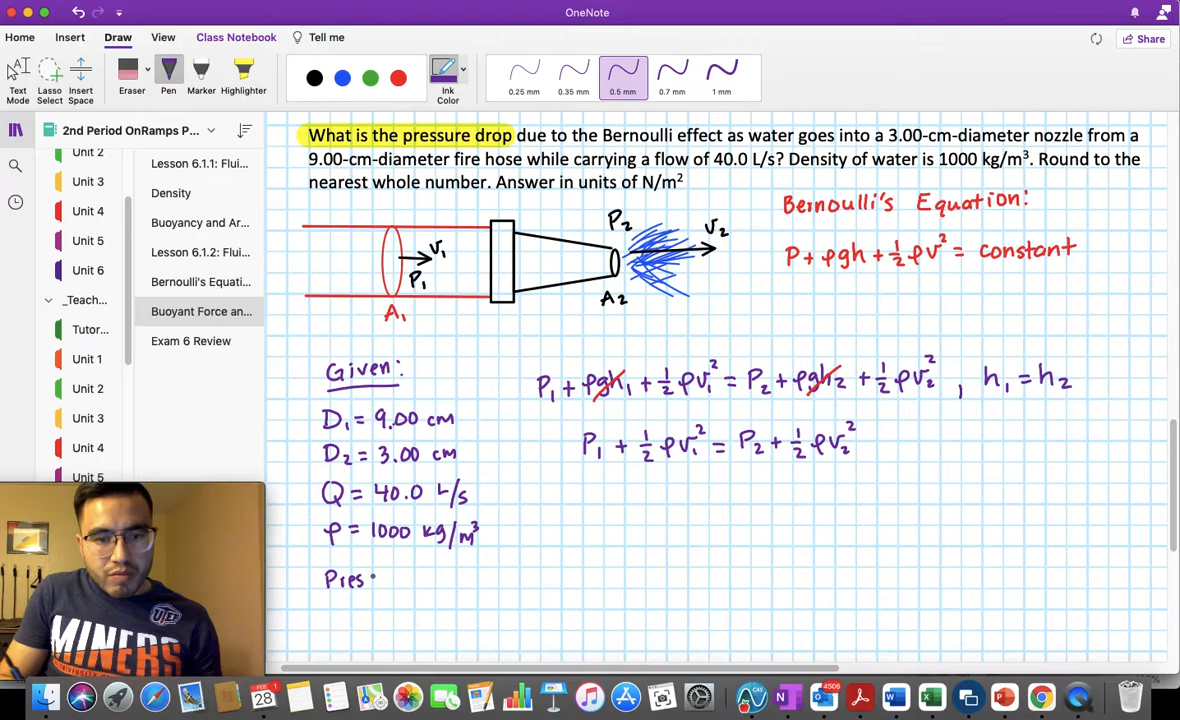 OneNote
Home Insert Draw View Class Notebook Tell me Share
Text Mode
Lasso Select
Insert Space
Eraser
Pen
Marker
Highlighter
Ink Color
0.25 mm 0.35 mm 0.5 mm 0.7 mm 1 mm
2nd Period OnRamps P...
Unit 2
Unit 3
Unit 4
Unit 5
Unit 6
_Teach...
Tutor...
Unit 1
Unit 2
Unit 3
Unit 4
Unit 5
Lesson 6.1.1: Flui...
Density
Buoyancy and Ar...
Lesson 6.1.2: Flui...
Bernoulli's Equati...
Buoyant Force an...
Exam 6 Review
What is the pressure drop due to the Bernoulli effect as water goes into a 3.00-cm-diameter nozzle from a
9.00-cm-diameter fire hose while carrying a flow of 40.0 L/s? Density of water is 1000 kg/m³. Round to the
nearest whole number. Answer in units of N/m²
Bernoulli's Equation:
P + ρgh + ½ρv² = constant
P₂
v₂
v₁
P₁
A₂
A₁
Given:
D₁ = 9.00 cm
D₂ = 3.00 cm
Q = 40.0 L/s
ρ = 1000 kg/m³
Pres
P₁ + ρgh₁ + ½ρv₁² = P₂ + ρgh₂ + ½ρv₂² , h₁ = h₂
P₁ + ½ρv₁² = P₂ + ½ρv₂²
UTEP
MINERS
FEB
28
4508